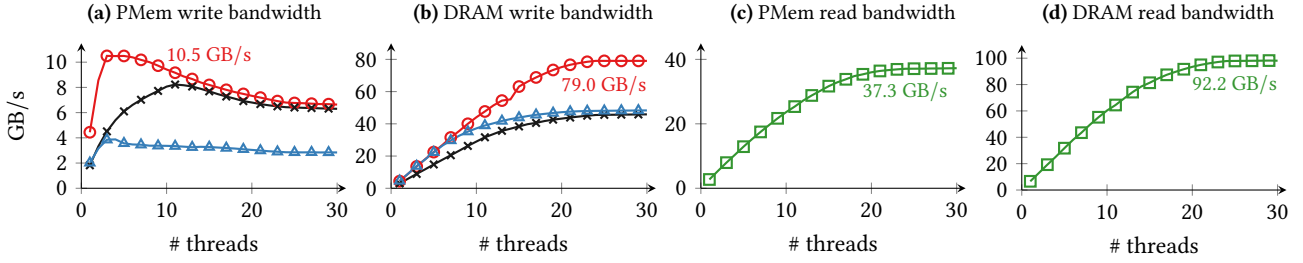 (a) PMem write bandwidth
10.5 GB/s
GB/s
10
8
6
4
2
0
0 10 20 30
# threads
(b) DRAM write bandwidth
79.0 GB/s
80
60
40
20
0
0 10 20 30
# threads
(c) PMem read bandwidth
37.3 GB/s
40
20
0
0 10 20 30
# threads
(d) DRAM read bandwidth
92.2 GB/s
100
80
60
40
20
0
0 10 20 30
# threads